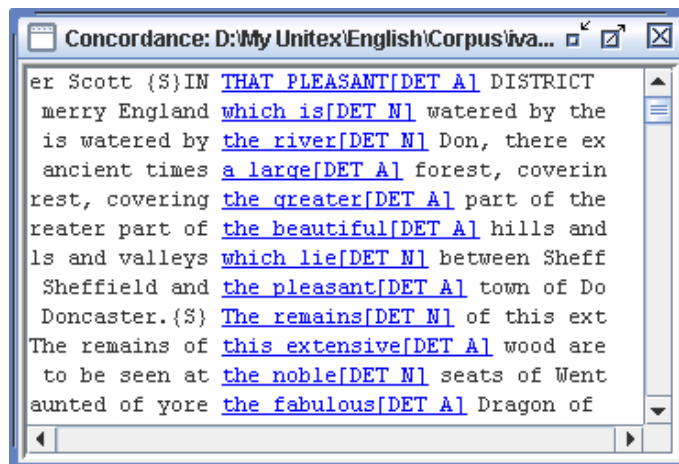 Concordance: D:\My Unitex\English\Corpus\iva...
er Scott {S}IN THAT PLEASANT[DET A] DISTRICT
merry England which is[DET N] watered by the
is watered by the river[DET N] Don, there ex
ancient times a large[DET A] forest, coverin
rest, covering the greater[DET A] part of the
reater part of the beautiful[DET A] hills and
ls and valleys which lie[DET N] between Sheff
Sheffield and the pleasant[DET A] town of Do
Doncaster.{S} The remains[DET N] of this ext
The remains of this extensive[DET A] wood are
to be seen at the noble[DET N] seats of Went
aunted of yore the fabulous[DET A] Dragon of